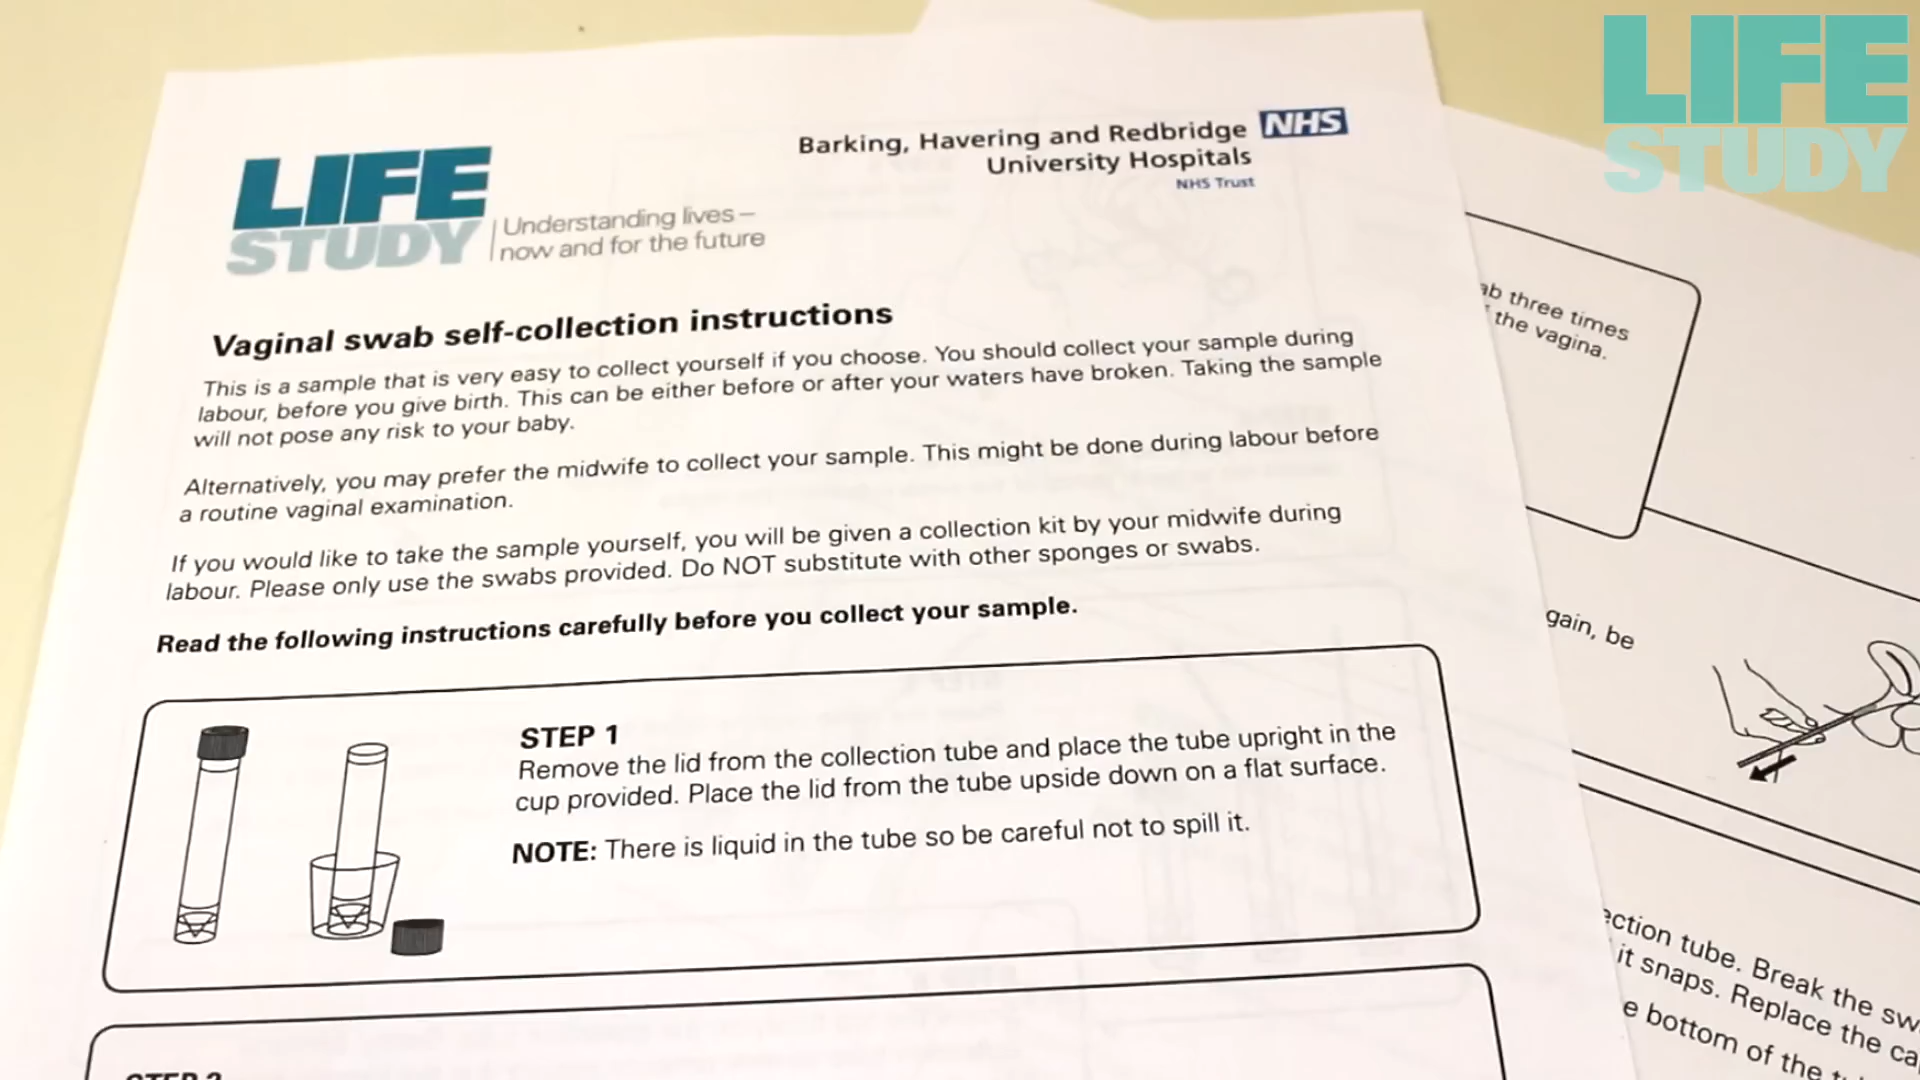 LIFE
STUDY
Understanding lives –
now and for the future
Barking, Havering and Redbridge NHS
University Hospitals
NHS Trust
LIFE
STUDY
Vaginal swab self-collection instructions
This is a sample that is very easy to collect yourself if you choose. You should collect your sample during
labour, before you give birth. This can be either before or after your waters have broken. Taking the sample
will not pose any risk to your baby.
Alternatively, you may prefer the midwife to collect your sample. This might be done during labour before
a routine vaginal examination.
If you would like to take the sample yourself, you will be given a collection kit by your midwife during
labour. Please only use the swabs provided. Do NOT substitute with other sponges or swabs.
Read the following instructions carefully before you collect your sample.
STEP 1
Remove the lid from the collection tube and place the tube upright in the
cup provided. Place the lid from the tube upside down on a flat surface.
NOTE: There is liquid in the tube so be careful not to spill it.
three times
the vagina.
be
tube. Break the
it snaps. Replace the
bottom of the